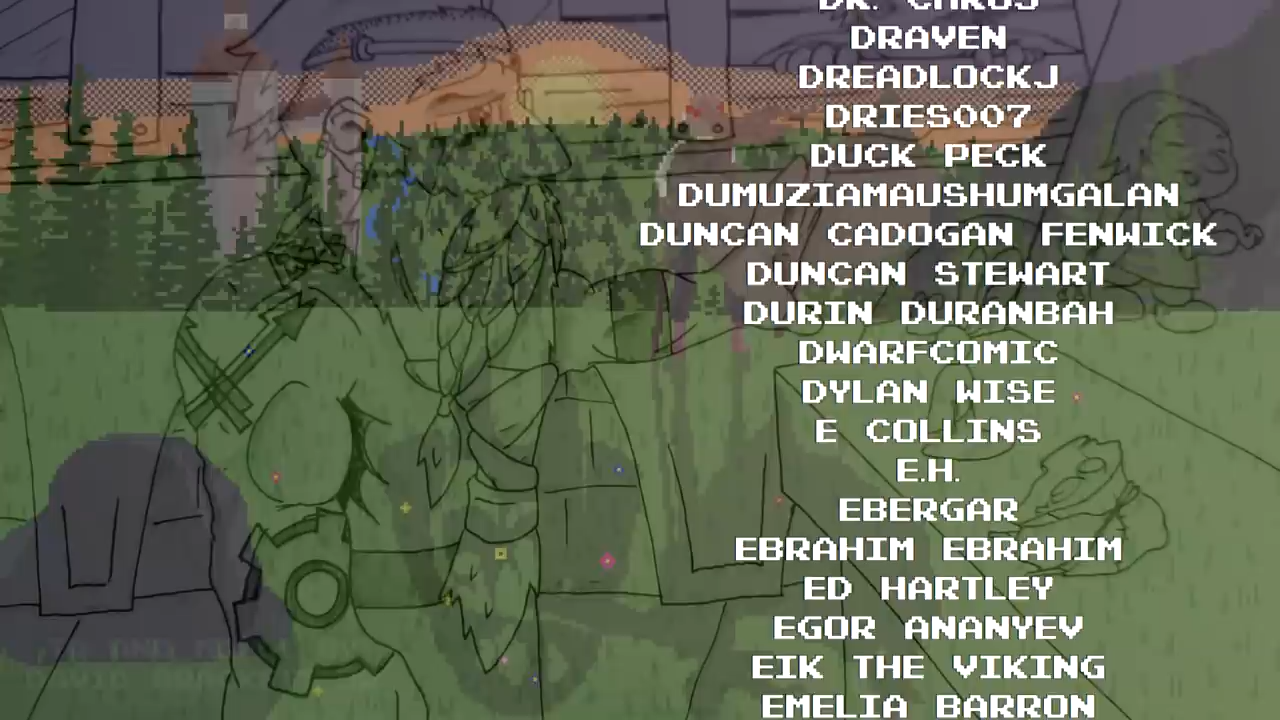 DRAVEN
DREADLOCKJ
DRIES007
DUCK PECK
DUMUZIAMAUSHUMGALAN
DUNCAN CADOGAN FENWICK
DUNCAN STEWART
DURIN DURANBAH
DWARFCOMIC
DYLAN WISE
E COLLINS
E.H.
EBERGAR
EBRAHIM EBRAHIM
ED HARTLEY
EGOR ANANYEV
EIK THE VIKING
EMELIA BARRON